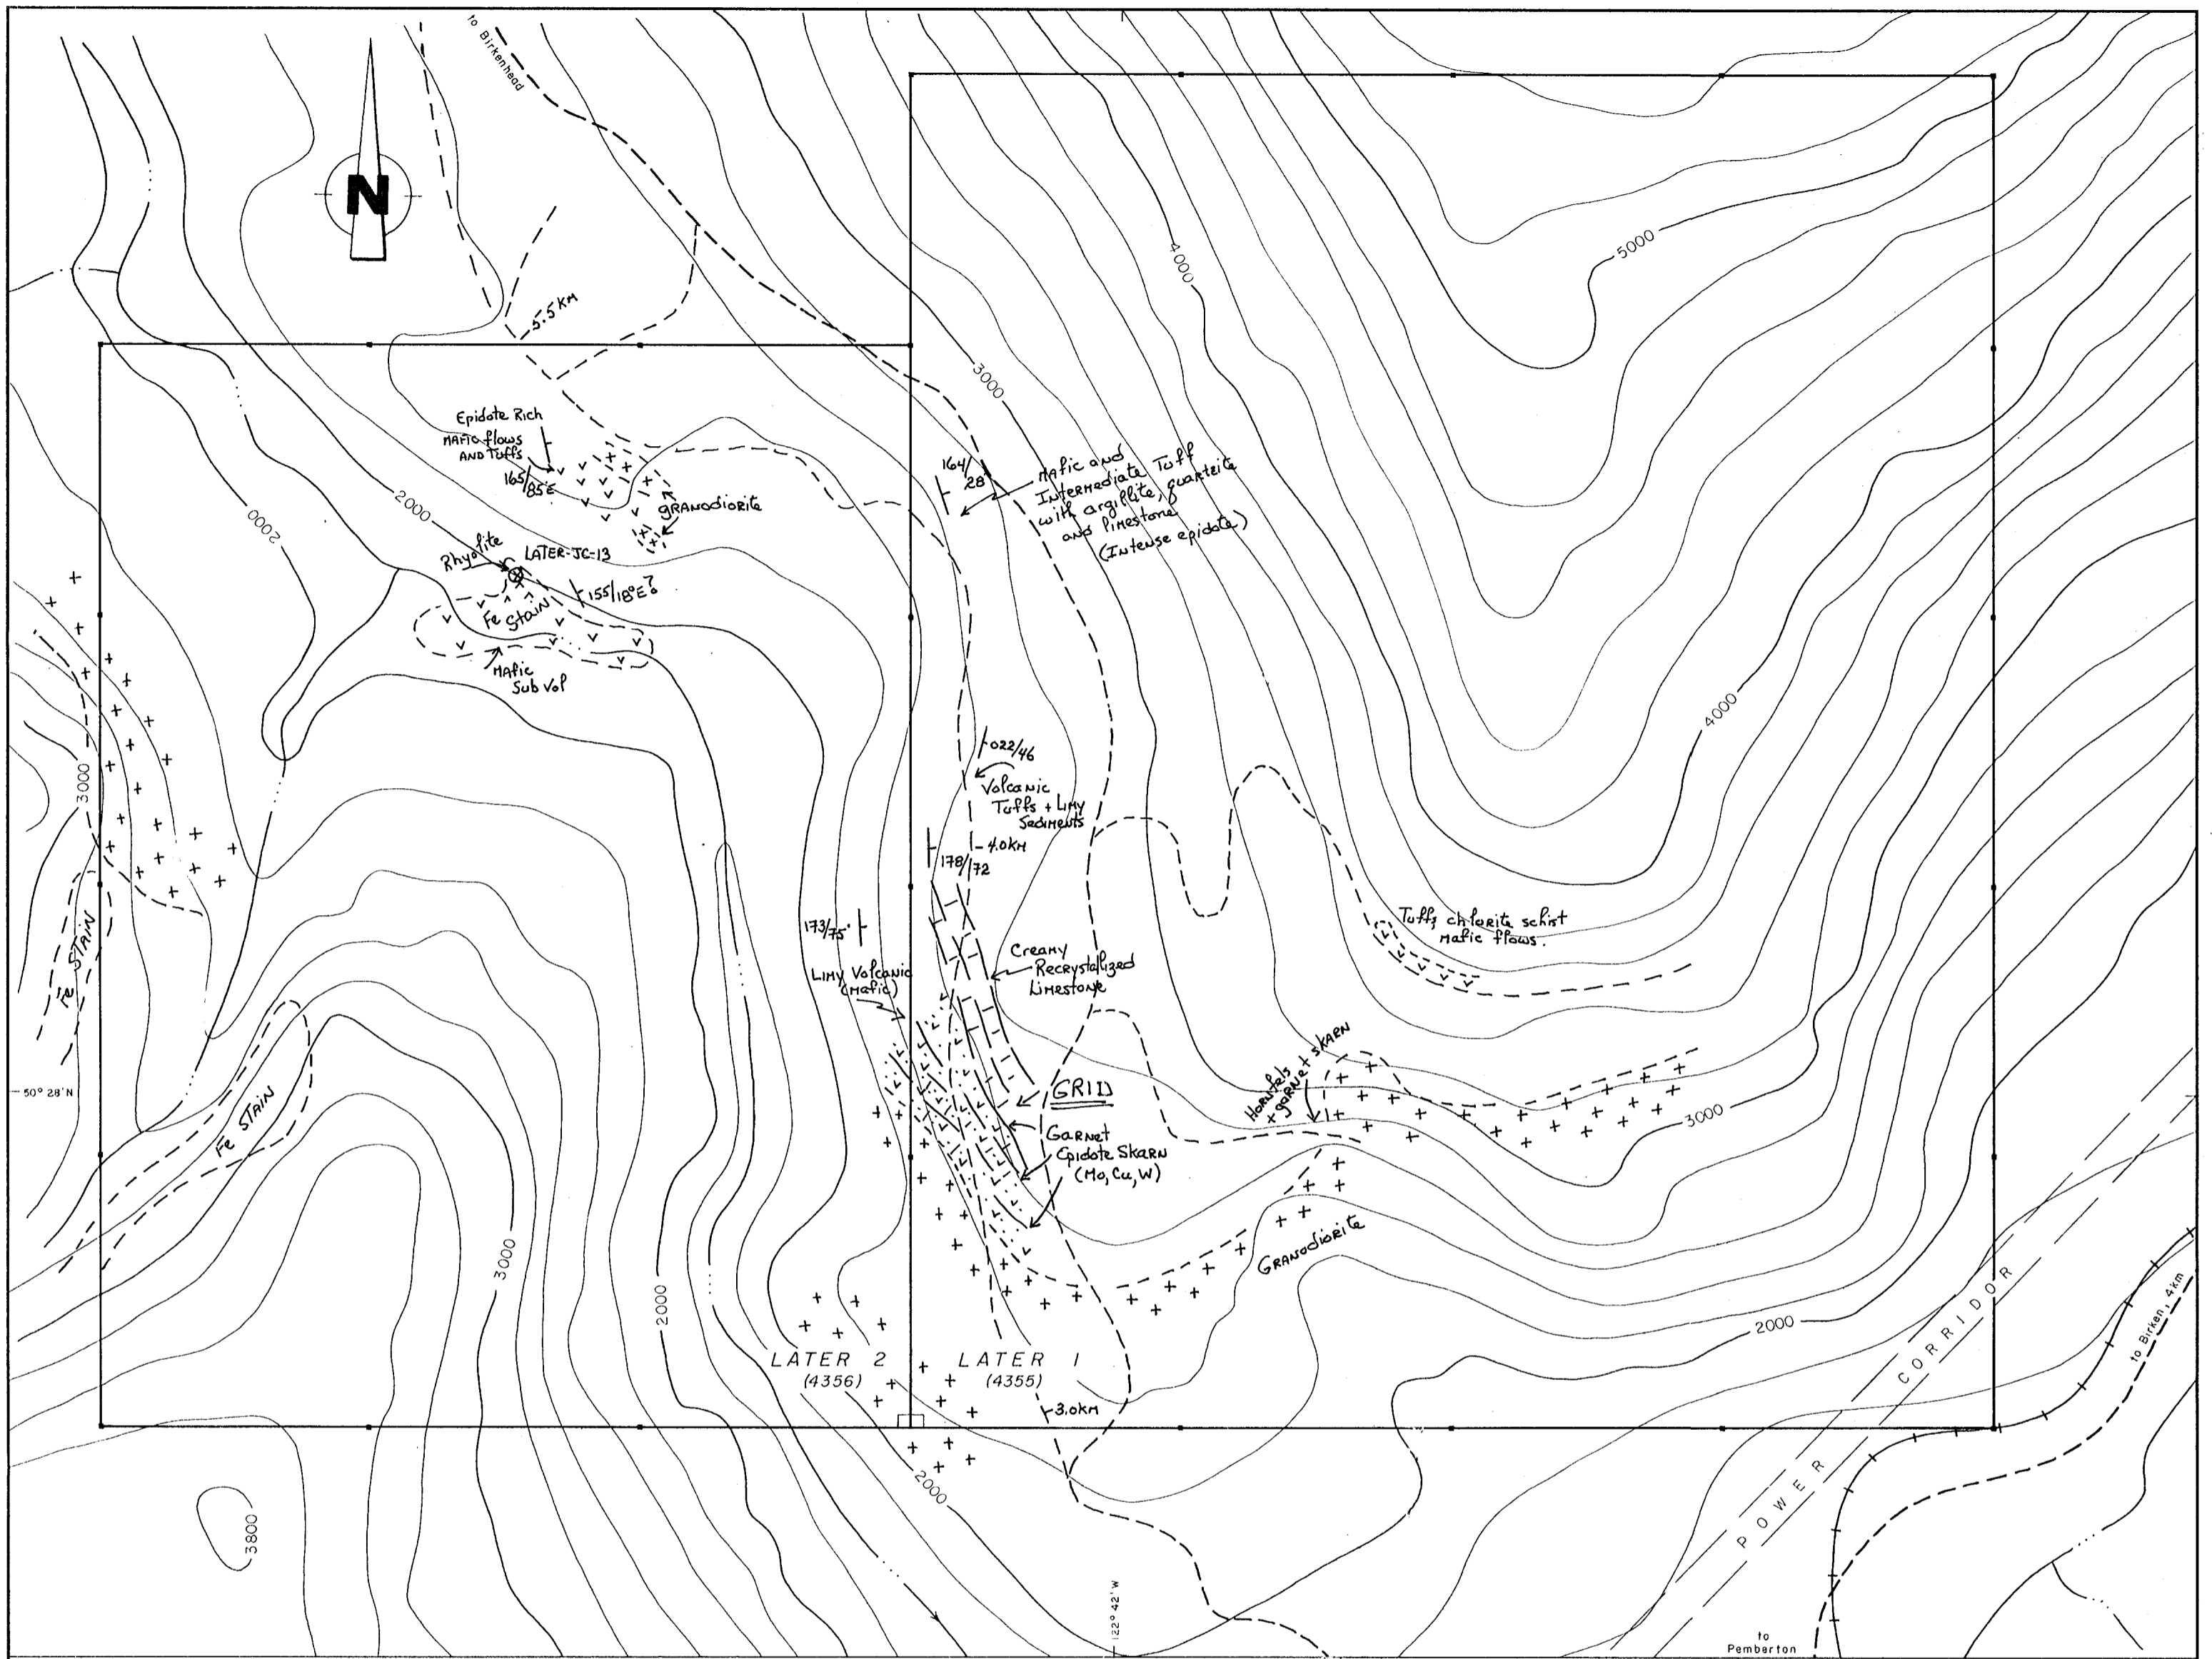 to Birkenhead
N
5.5 KM
5000
4000
3000
Epidote Rich
MAFIC flows
AND Tuffs
165/85°E
GRANODIORITE
164/28
MAFIC AND
INTERMEDIATE TUFF
with argillite, quartzite
and limestone
(Intense epidote)
2000
2000
Rhyolite
LATER-JC-13
155/18°E?
Fe STAIN
MAFIC
Sub Vol
4000
3000
022/46
Volcanic
Tuffs + LIMY
Sediments
4.0KM
178/72
173/75°
Tuffs, chlorite schist
Mafic flows.
Fe STAIN
Limy Volcanic
(Mafic)
Creamy
Recrystallized
Limestone
50° 28' N
GRID
Hornfels
+ garnet SKARN
3000
Fe STAIN
Garnet
Epidote Skarn
(Mo, Cu, W)
GRANODIORITE
3000
2000
2000
POWER CORRIDOR
to Birken, 4km
LATER 2
(4356)
LATER 1
(4355)
3.0KM
2000
3800
122° 42' W
to
Pemberton